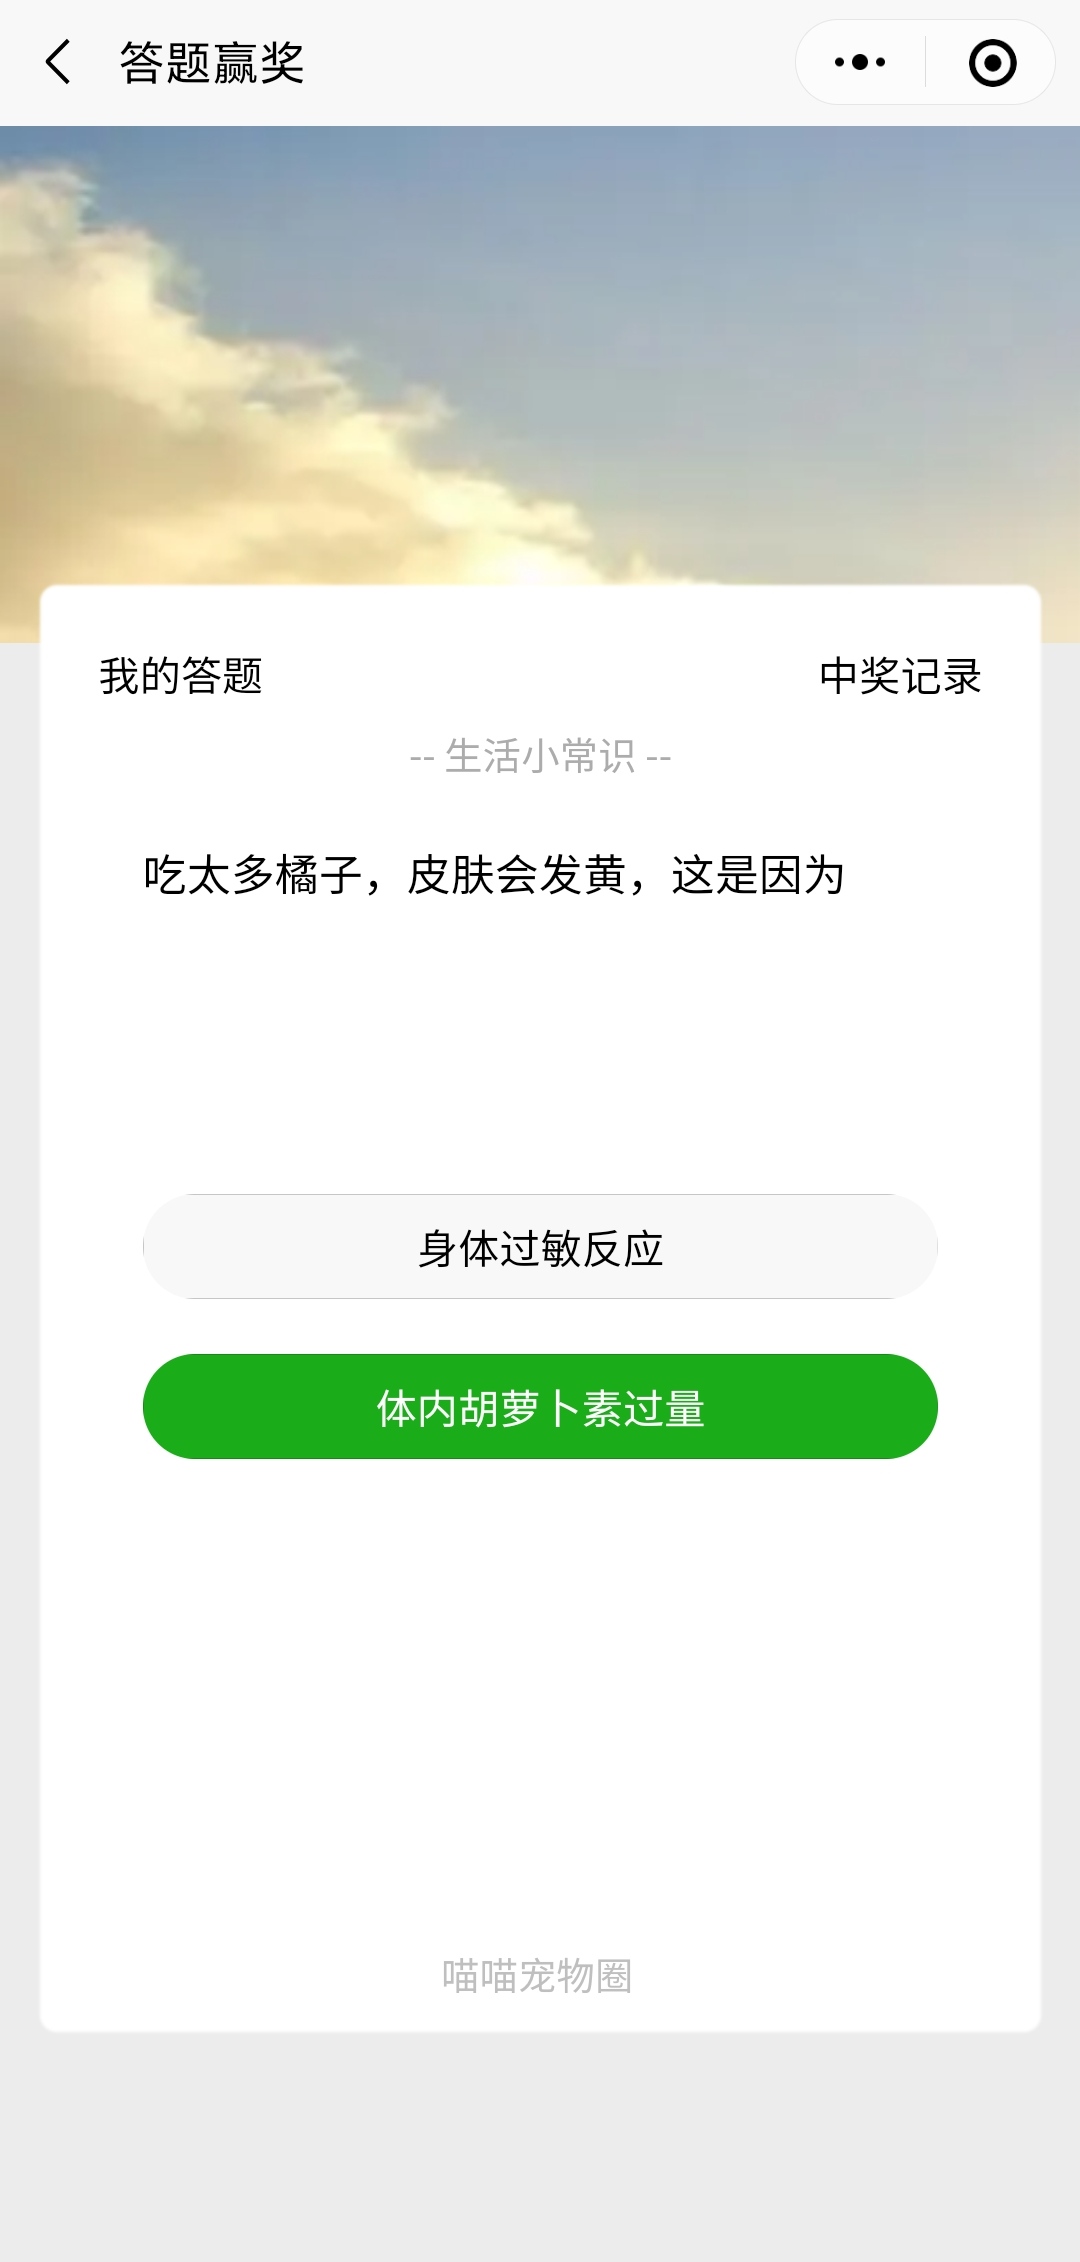 答题赢奖
我的答题
中奖记录
-- 生活小常识 --
吃太多橘子，皮肤会发黄，这是因为
身体过敏反应
体内胡萝卜素过量
喵喵宠物圈